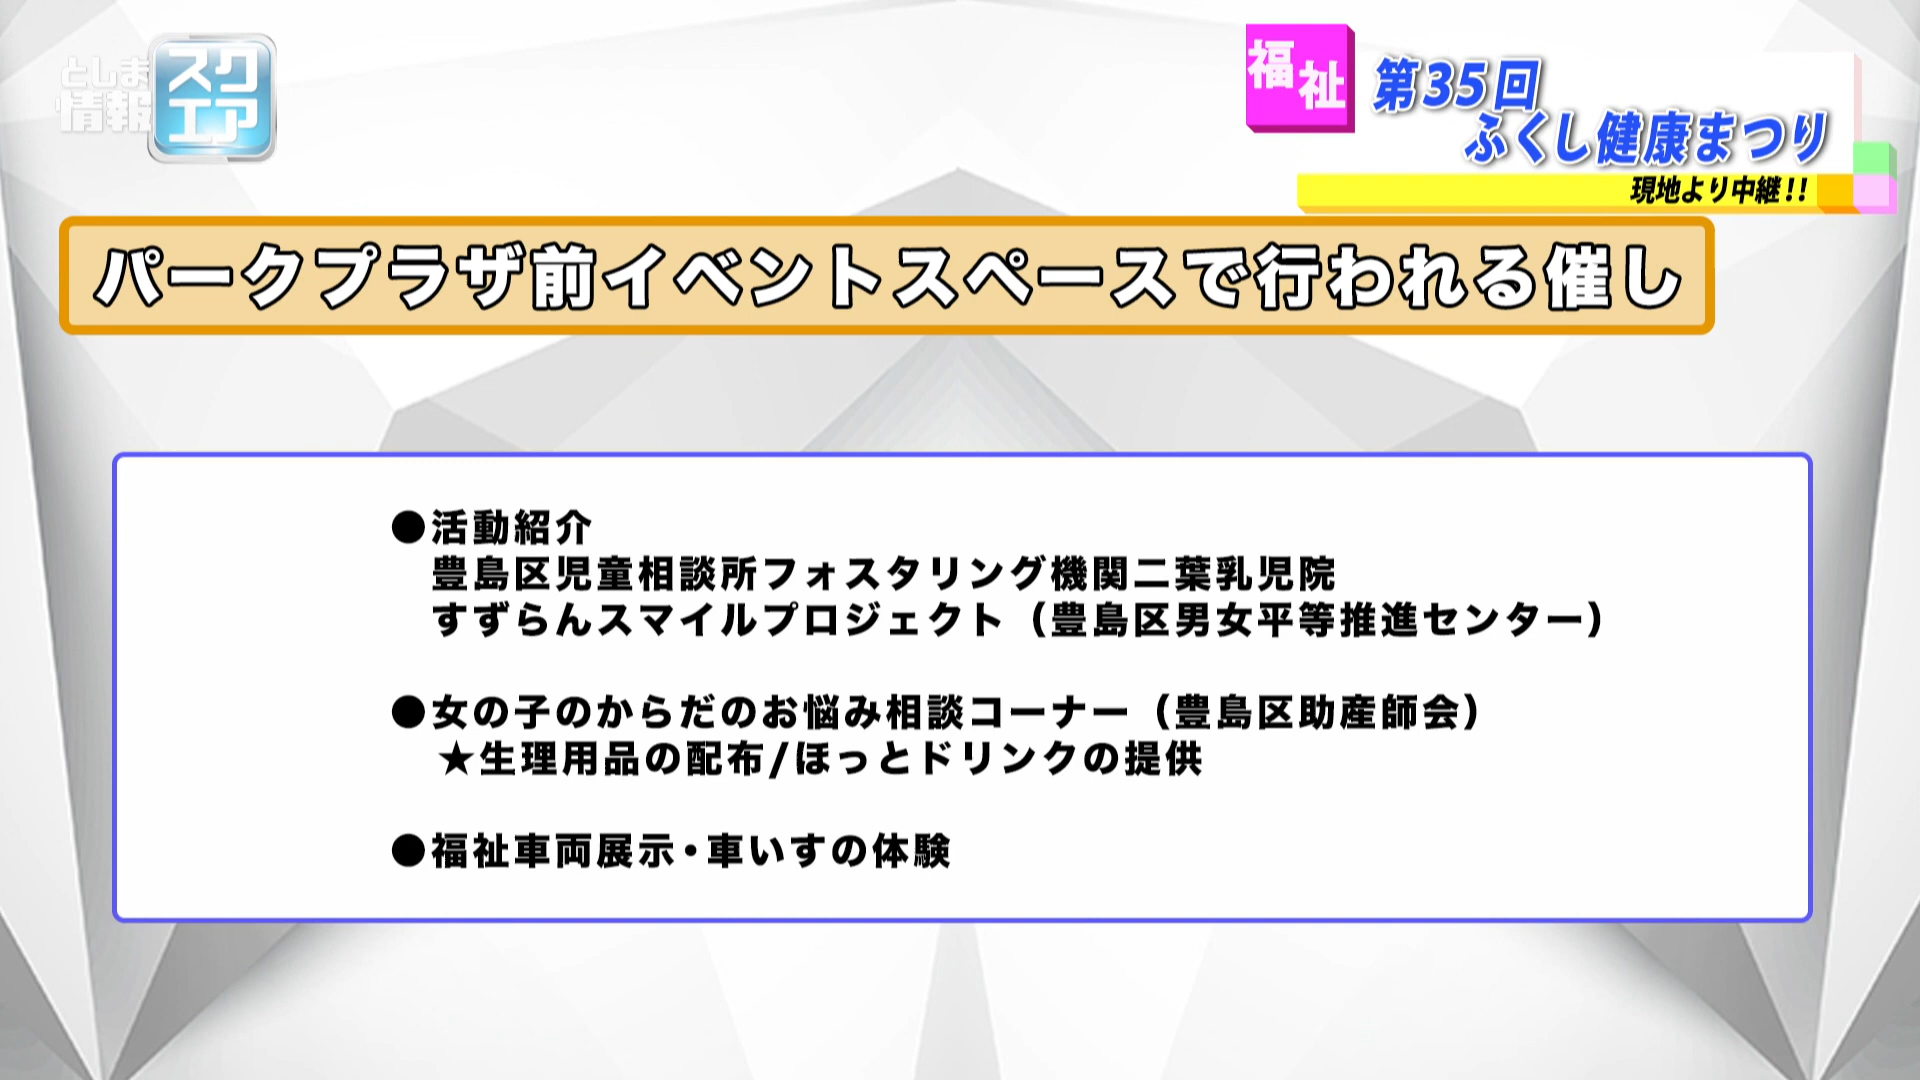 としま
情報
スク
エア
福祉
第35回
ふくし健康まつり
現地より中継!!
パークプラザ前イベントスペースで行われる催し
●活動紹介
豊島区児童相談所フォスタリング機関二葉乳児院
すずらんスマイルプロジェクト（豊島区男女平等推進センター）
●女の子のからだのお悩み相談コーナー（豊島区助産師会）
★生理用品の配布/ほっとドリンクの提供
●福祉車両展示・車いすの体験